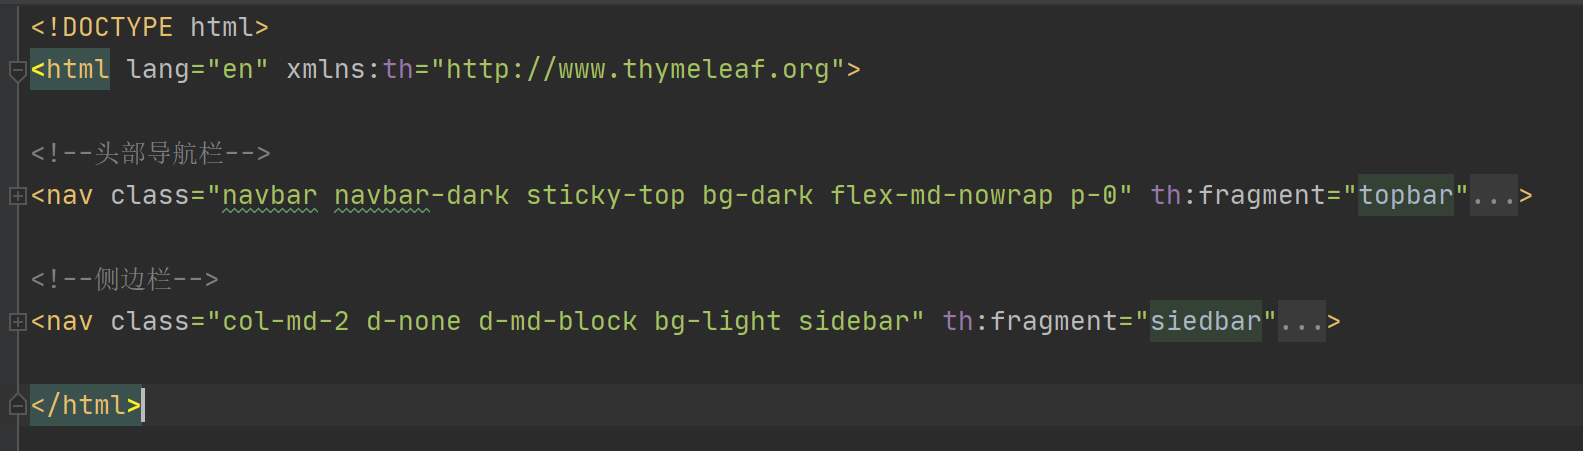 <!DOCTYPE html>
<html lang="en" xmlns:th="http://www.thymeleaf.org">
<!--头部导航栏-->
<nav class="navbar navbar-dark sticky-top bg-dark flex-md-nowrap p-0" th:fragment="topbar"...>
<!--侧边栏-->
<nav class="col-md-2 d-none d-md-block bg-light sidebar" th:fragment="siedbar"...>
</html>